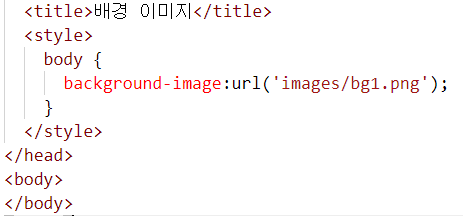 <title>배경 이미지</title>
<style>
body {
background-image:url('images/bg1.png');
}
</style>
</head>
<body>
</body>